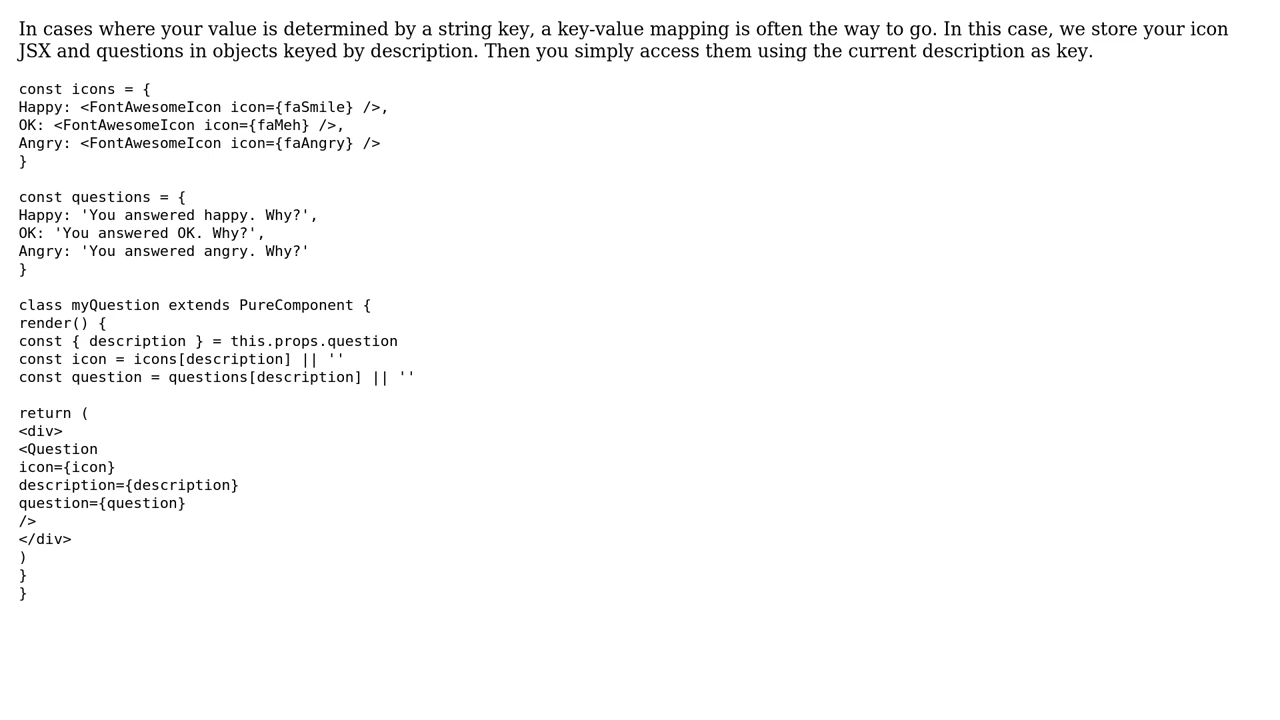 In cases where your value is determined by a string key, a key-value mapping is often the way to go. In this case, we store your icon
JSX and questions in objects keyed by description. Then you simply access them using the current description as key.
const icons = {
Happy: <FontAwesomeIcon icon={faSmile} />,
OK: <FontAwesomeIcon icon={faMeh} />,
Angry: <FontAwesomeIcon icon={faAngry} />
}
const questions = {
Happy: 'You answered happy. Why?',
OK: 'You answered OK. Why?',
Angry: 'You answered angry. Why?'
}
class myQuestion extends PureComponent {
render() {
const { description } = this.props.question
const icon = icons[description] || ''
const question = questions[description] || ''
return (
<div>
<Question
icon={icon}
description={description}
question={question}
/>
</div>
)
}
}